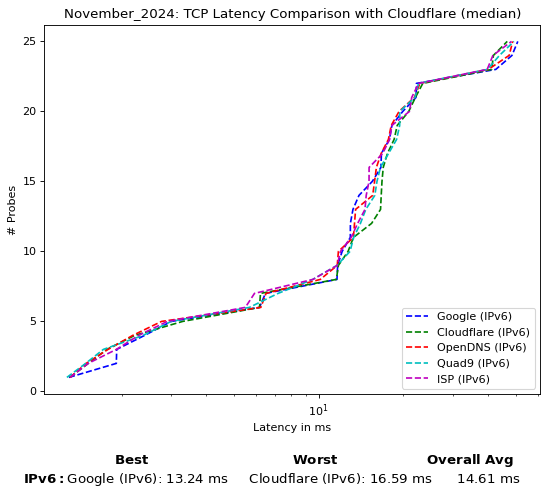 November_2024: TCP Latency Comparison with Cloudflare (median)
25
20
15
10
5
0
# Probes
Google (IPv6)
Cloudflare (IPv6)
OpenDNS (IPv6)
Quad9 (IPv6)
ISP (IPv6)
10¹
Latency in ms
Best Worst Overall Avg
IPv6: Google (IPv6): 13.24 ms Cloudflare (IPv6): 16.59 ms 14.61 ms